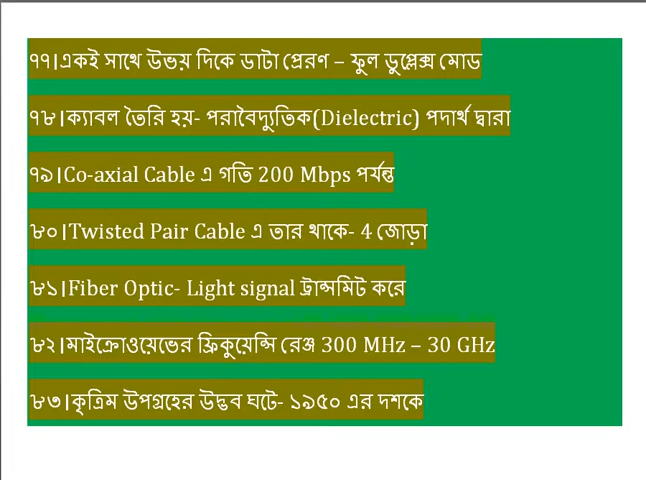 ৭৭।একই সাথে উভয় দিকে ডাটা প্রেরণ – ফুল ডুপ্লেক্স মোড
৭৮।ক্যাবল তৈরি হয়- পরাবৈদ্যুতিক(Dielectric) পদার্থ দ্বারা
৭৯।Co-axial Cable এ গতি 200 Mbps পর্যন্ত
৮০।Twisted Pair Cable এ তার থাকে- 4 জোড়া
৮১।Fiber Optic- Light signal ট্রান্সমিট করে
৮২।মাইক্রোওয়েভের ফ্রিকুয়েন্সি রেঞ্জ 300 MHz – 30 GHz
৮৩।কৃত্রিম উপগ্রহের উদ্ভব ঘটে- ১৯৫০ এর দশকে